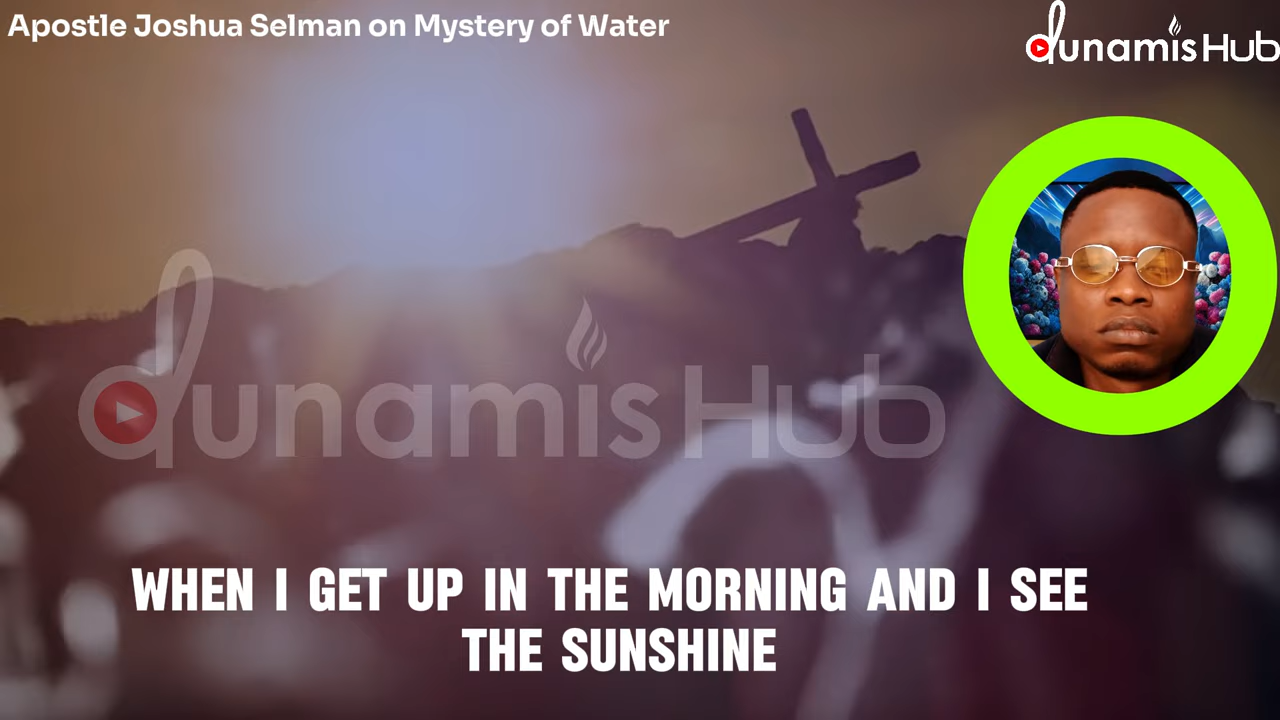 Apostle Joshua Selman on Mystery of Water
dunamisHub
dunamisHub
WHEN I GET UP IN THE MORNING AND I SEE
THE SUNSHINE